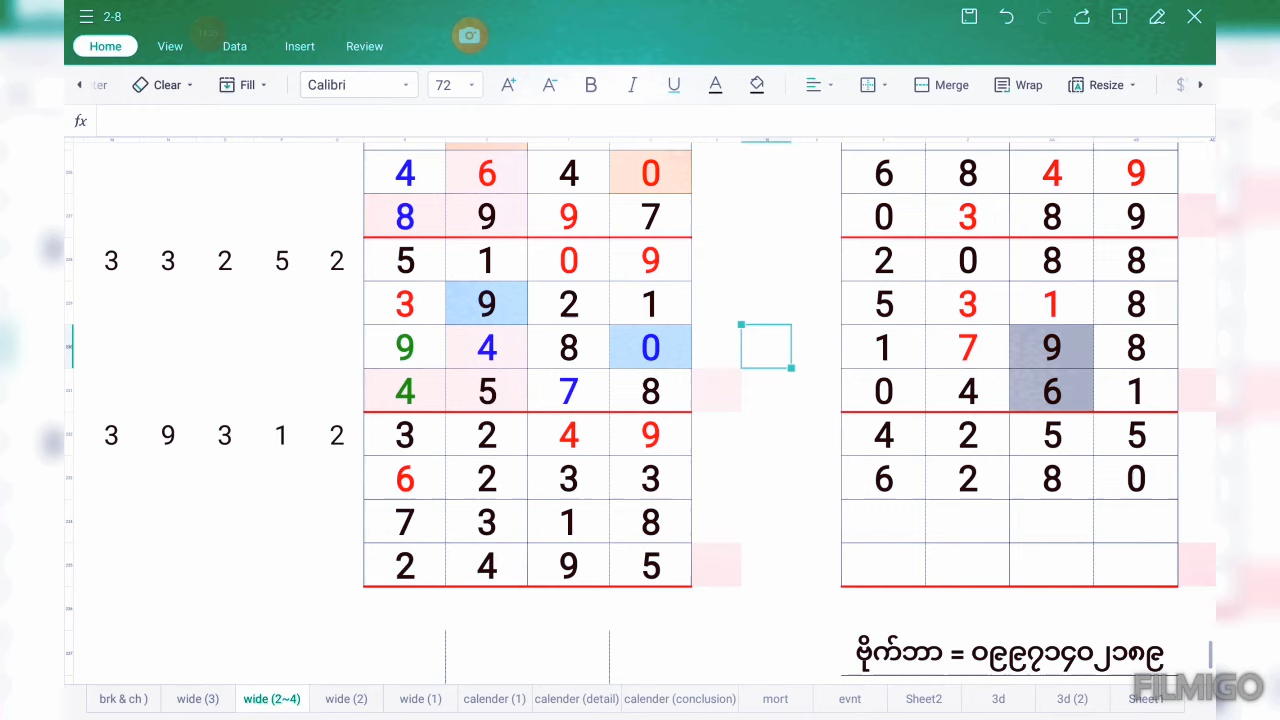 2-8
1
Home View Data Insert Review
ter Clear Fill Calibri 72 A+ A- B I U A Merge Wrap Resize $
fx
4 6 4 0 6 8 4 9
8 9 9 7 0 3 8 9
3 3 2 5 2 5 1 0 9 2 0 8 8
3 9 2 1 5 3 1 8
9 4 8 0 1 7 9 8
4 5 7 8 0 4 6 1
3 9 3 1 2 3 2 4 9 4 2 5 5
6 2 3 3 6 2 8 0
7 3 1 8
2 4 9 5
ဗိုက်ဘာ = ၀၉၉၇၁၄၀၂၁၈၉
brk & ch ) wide (3) wide (2~4) wide (2) wide (1) calender (1) calender (detail) calender (conclusion) mort evnt Sheet2 3d 3d (2) Sheet1
FILMIGO